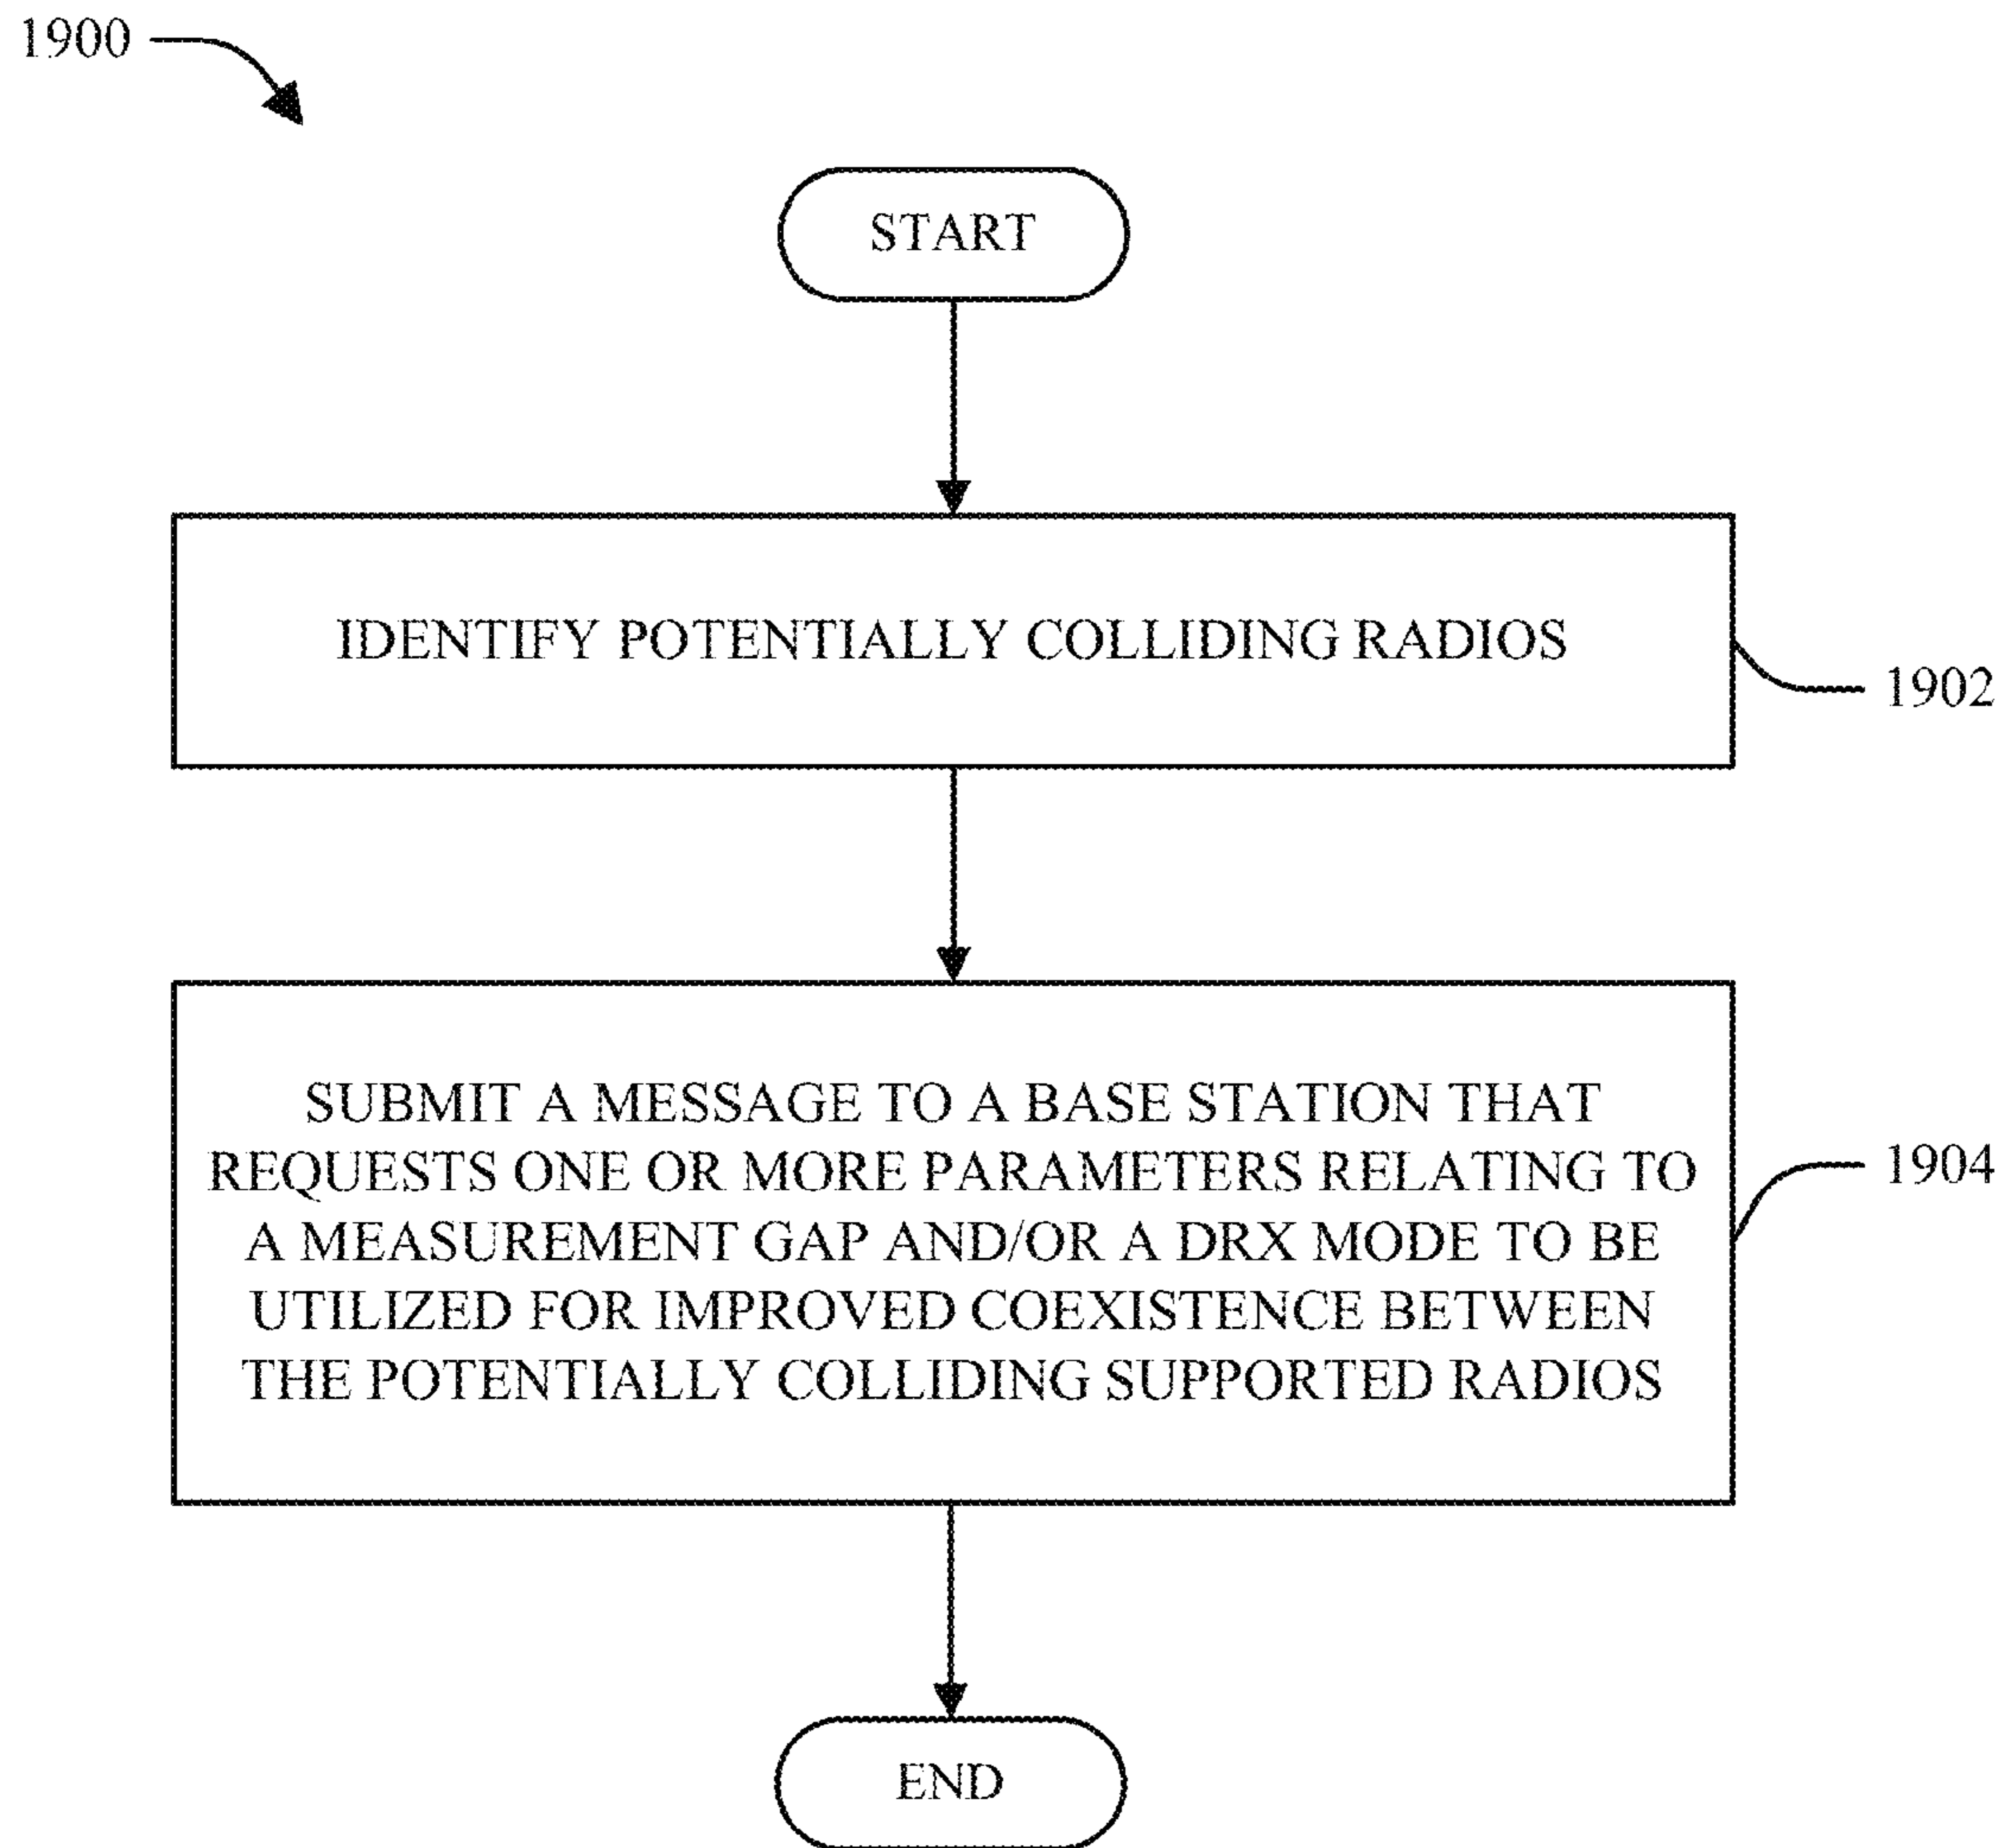 1900
START
IDENTIFY POTENTIALLY COLLIDING RADIOS
1902
SUBMIT A MESSAGE TO A BASE STATION THAT
REQUESTS ONE OR MORE PARAMETERS RELATING TO
A MEASUREMENT GAP AND/OR A DRX MODE TO BE
UTILIZED FOR IMPROVED COEXISTENCE BETWEEN
THE POTENTIALLY COLLIDING SUPPORTED RADIOS
1904
END